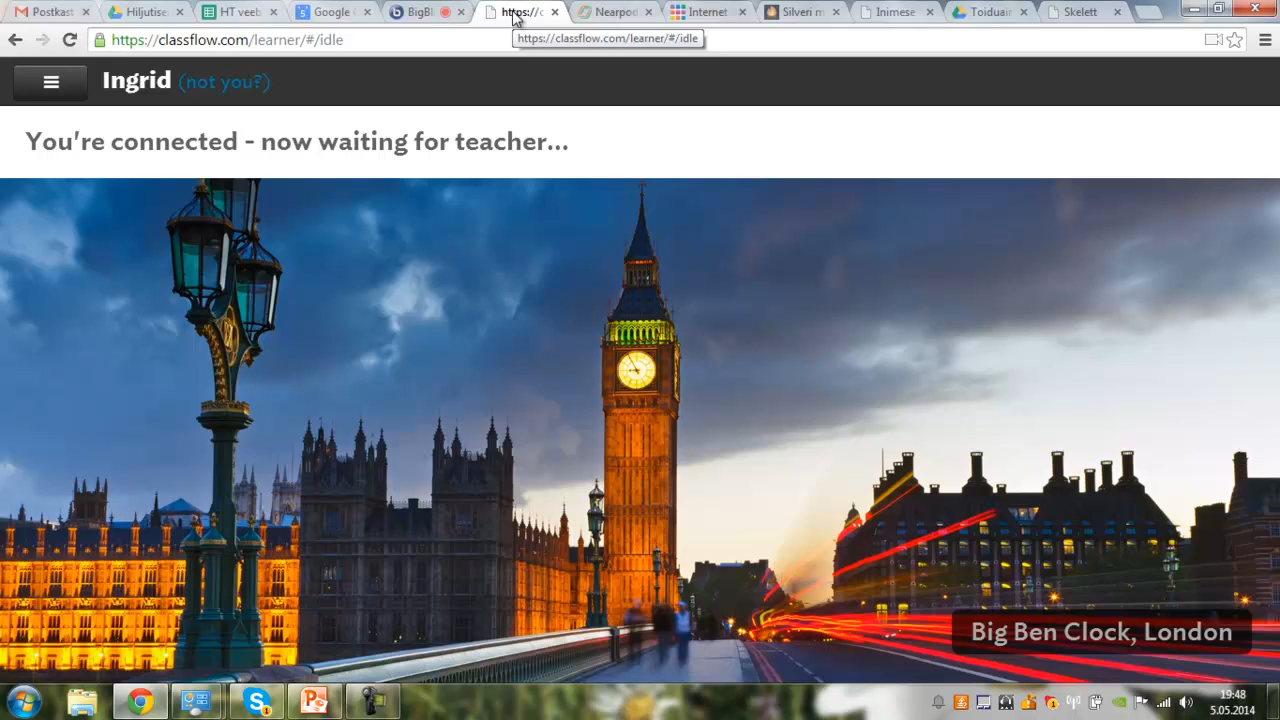 Postkast
Hiljutise
HT veeb
Google
BigBl
https://c
Nearpod
Internet
Silveri
Inimese
Toiduai
Skelett
https://classflow.com/learner/#/idle
https://classflow.com/learner/#/idle
Ingrid (not you?)
You're connected - now waiting for teacher...
Big Ben Clock, London
19:48
5.05.2014